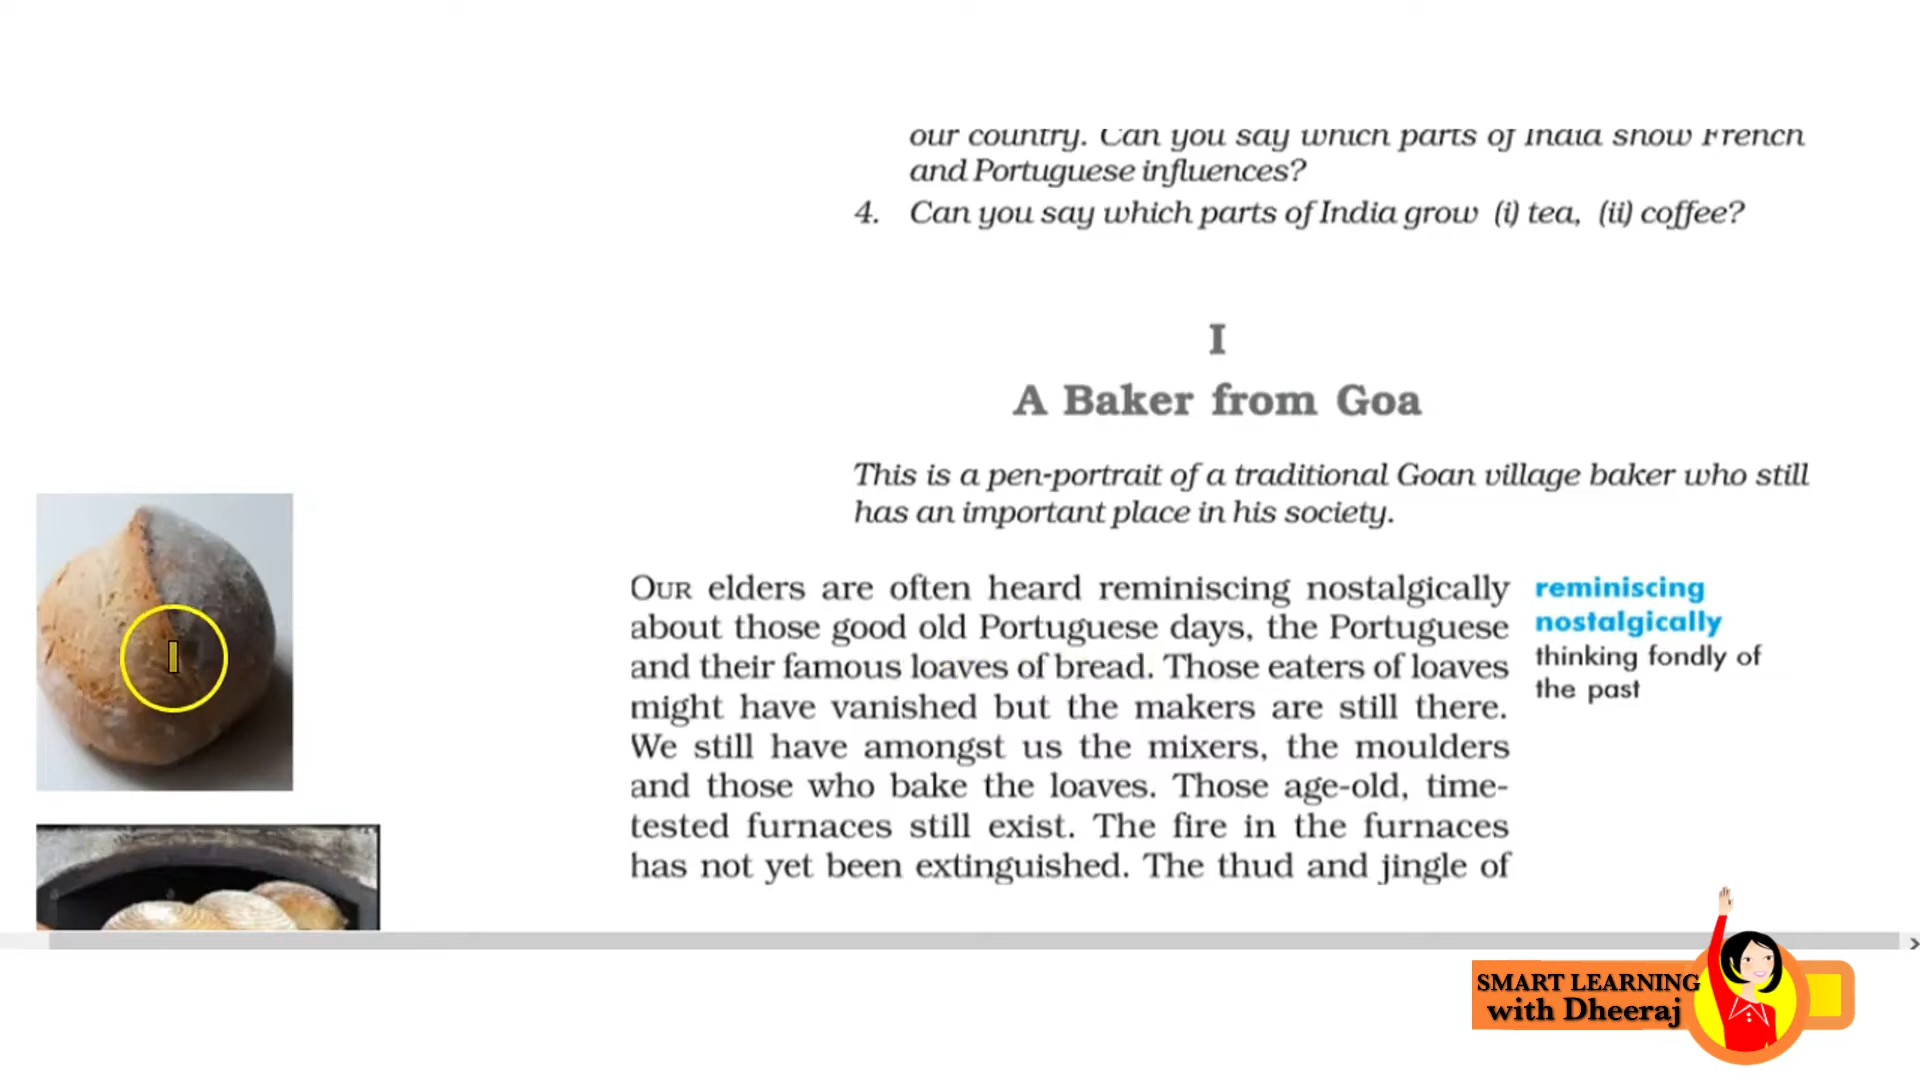 our country. Can you say which parts of India show French
and Portuguese influences?
4. Can you say which parts of India grow (i) tea, (ii) coffee?
I
A Baker from Goa
This is a pen-portrait of a traditional Goan village baker who still
has an important place in his society.
OUR elders are often heard reminiscing nostalgically
about those good old Portuguese days, the Portuguese
and their famous loaves of bread. Those eaters of loaves
might have vanished but the makers are still there.
We still have amongst us the mixers, the moulders
and those who bake the loaves. Those age-old, time-
tested furnaces still exist. The fire in the furnaces
has not yet been extinguished. The thud and jingle of
reminiscing
nostalgically
thinking fondly of
the past
SMART LEARNING
with Dheeraj